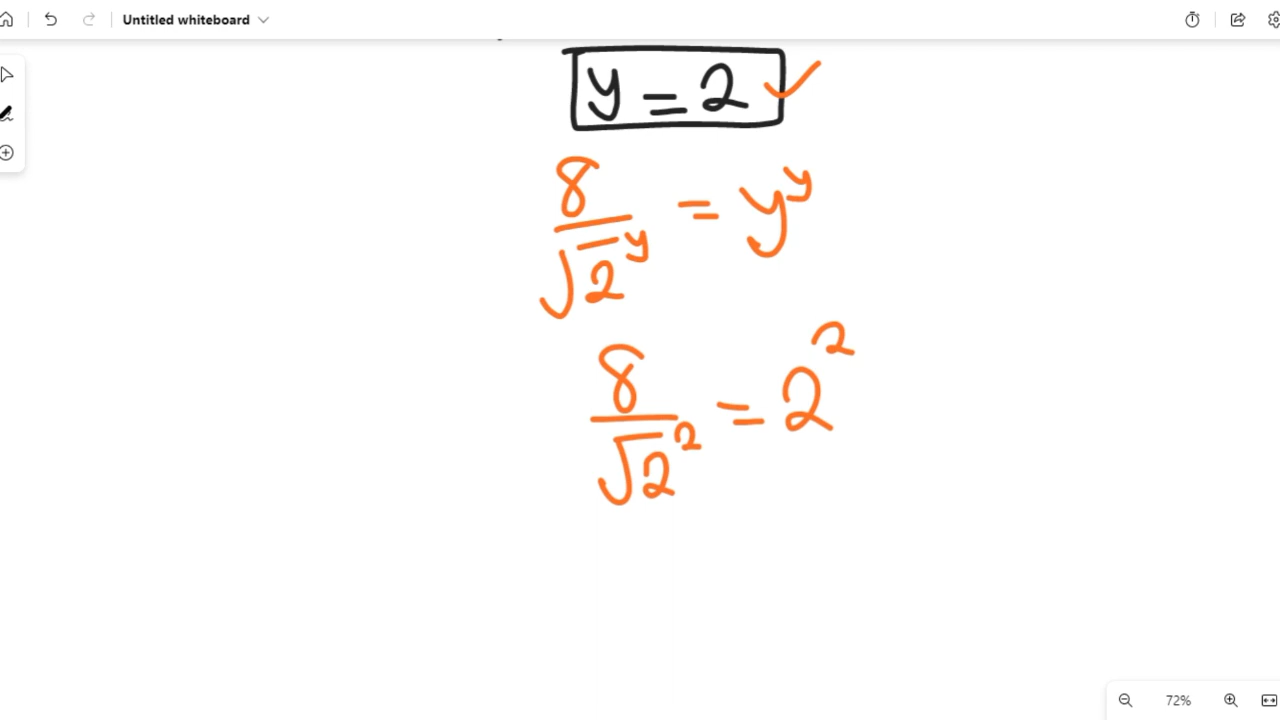 Untitled whiteboard
y = 2 ✓
8/√2^y = y^y
8/√2^2 = 2^2
72%